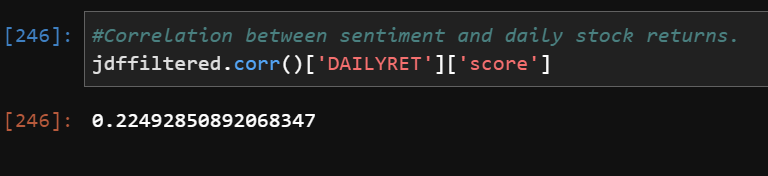 [246]: #Correlation between sentiment and daily stock returns.
jdffiltered.corr()['DAILYRET']['score']
[246]: 0.22492850892068347